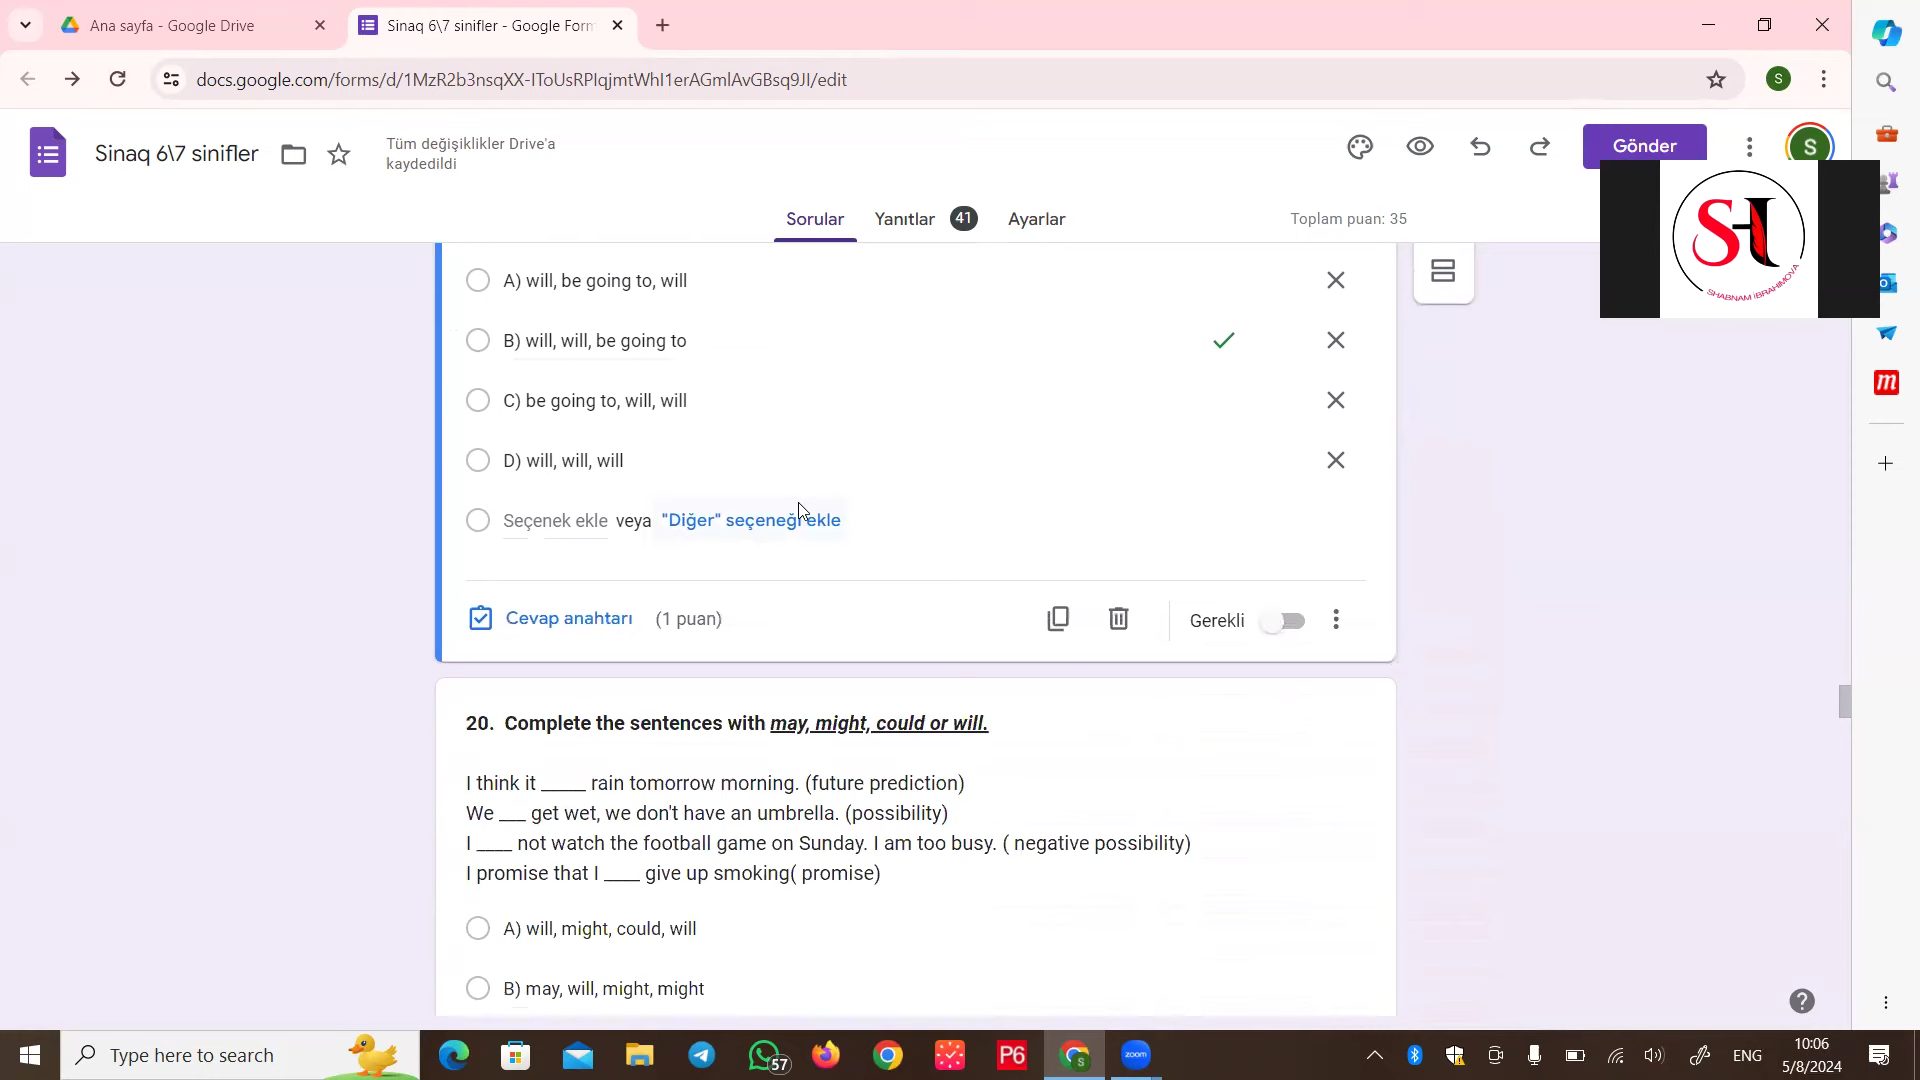 Ana sayfa - Google Drive
Sinaq 6\7 sinifler - Google Form
docs.google.com/forms/d/1MzR2b3nsqXX-IToUsRPIqjmtWhI1erAGmlAvGBsq9JI/edit
S
Sinaq 6\7 sinifler
Tüm değişiklikler Drive'a
kaydedildi
Gönder
S
Sorular
Yanıtlar 41
Ayarlar
Toplam puan: 35
SHABNAM İBRAHIMOVA
A) will, be going to, will
B) will, will, be going to
C) be going to, will, will
D) will, will, will
Seçenek ekle veya "Diğer" seçeneği ekle
Cevap anahtarı (1 puan)
Gerekli
20. Complete the sentences with may, might, could or will.
I think it _____ rain tomorrow morning. (future prediction)
We ___ get wet, we don't have an umbrella. (possibility)
I ____ not watch the football game on Sunday. I am too busy. ( negative possibility)
I promise that I ____ give up smoking( promise)
A) will, might, could, will
B) may, will, might, might
Type here to search
57
P6
S
zoom
ENG
10:06
5/8/2024